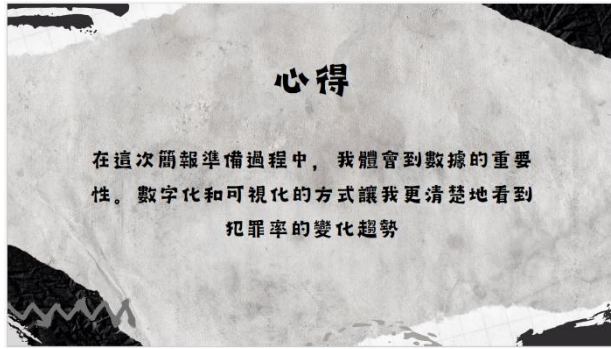 心得
在這次簡報準備過程中，我體會到數據的重要
性。數字化和可視化的方式讓我更清楚地看到
犯罪率的變化趨勢